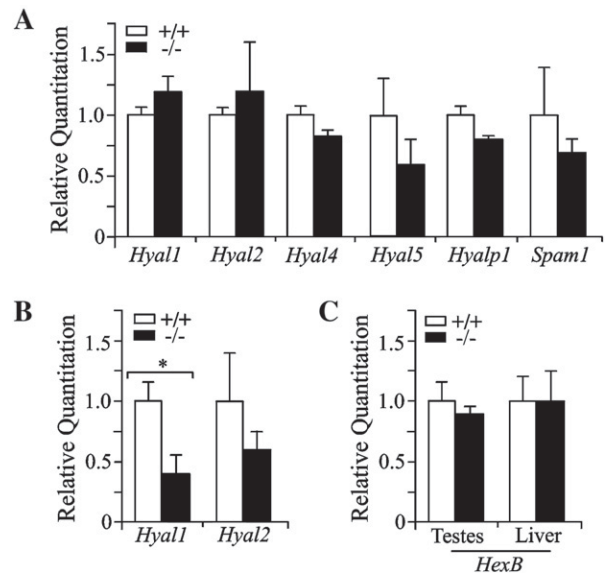 A
+/+
-/-
Relative Quantitation
1.5
1.0
0.5
0
Hyal1 Hyal2 Hyal4 Hyal5 Hyalp1 Spam1
B
+/+
-/-
Relative Quantitation
1.5
1.0
0.5
0
*
Hyal1 Hyal2
C
+/+
-/-
Relative Quantitation
1.5
1.0
0.5
0
Testes Liver
HexB